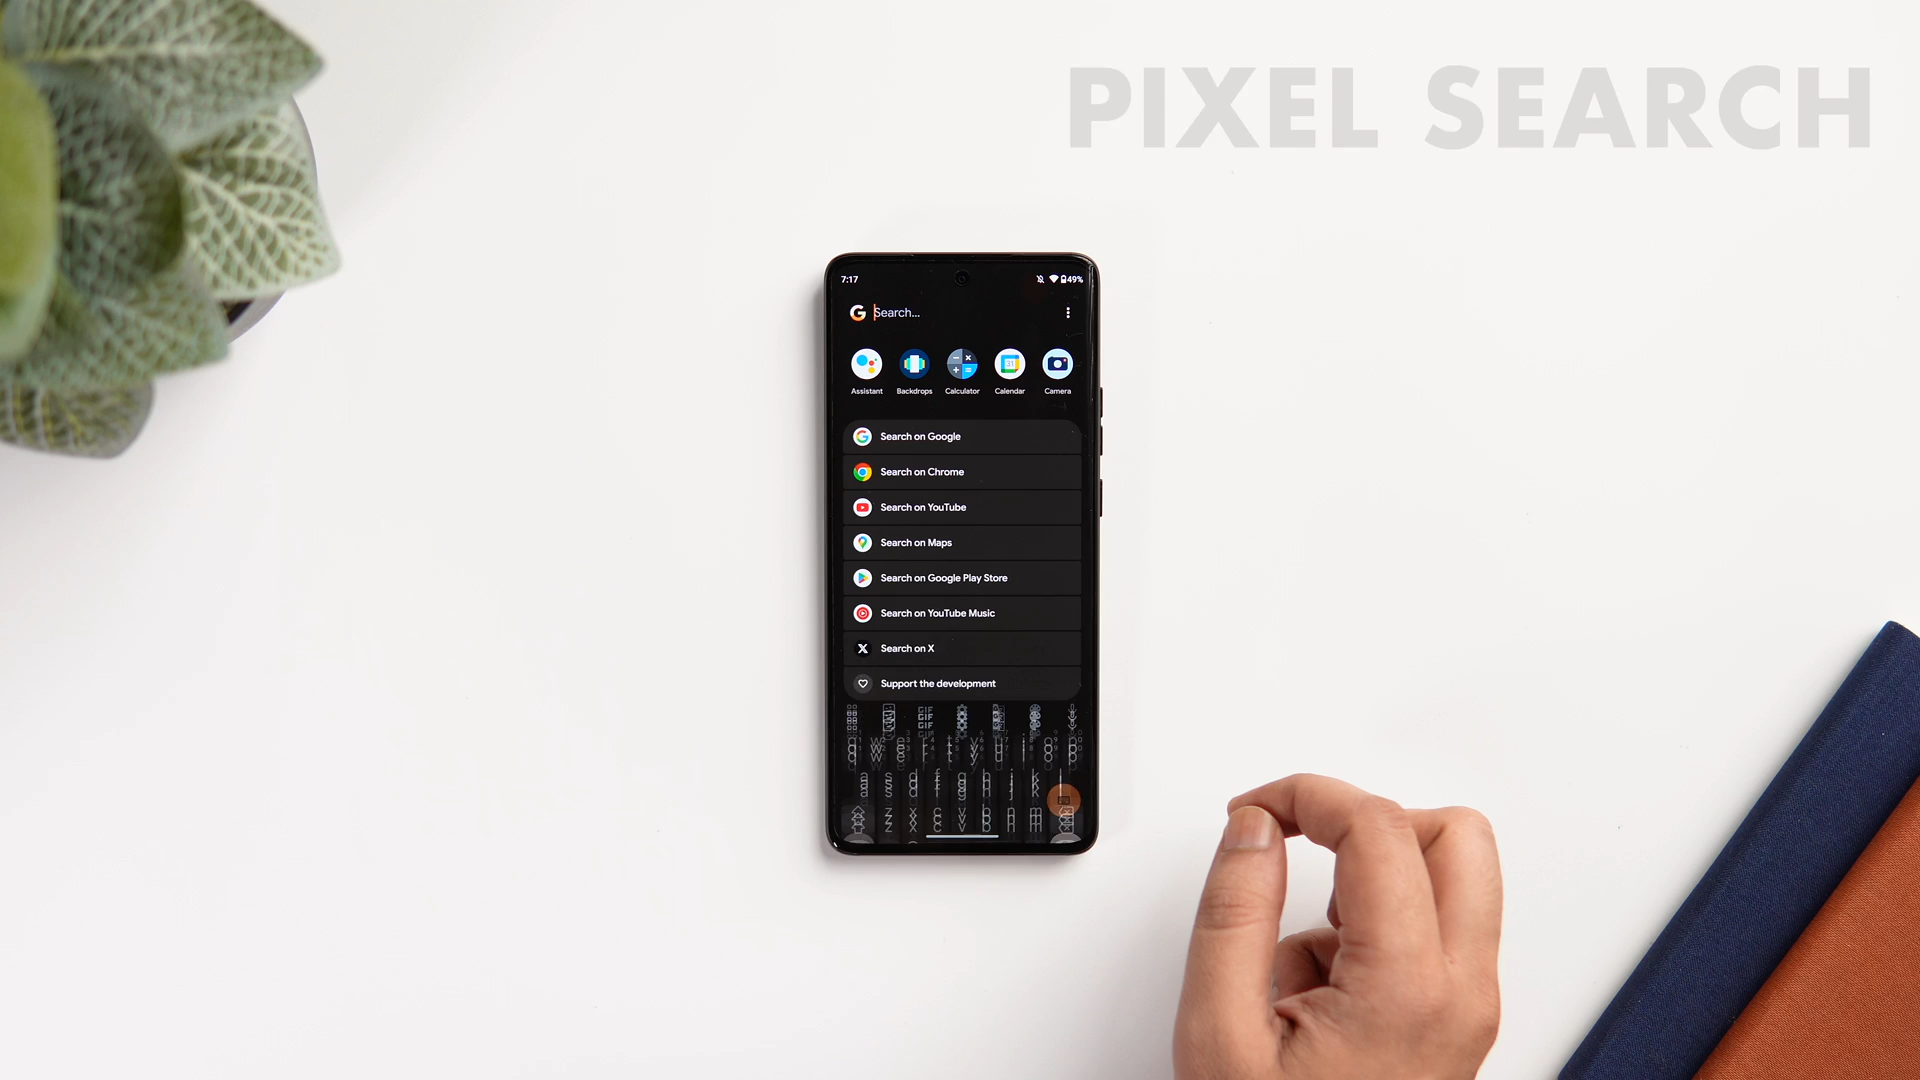 PIXEL SEARCH
7:17
49%
G Search...
Assistant Backdrops Calculator Calendar Camera
Search on Google
Search on Chrome
Search on YouTube
Search on Maps
Search on Google Play Store
Search on YouTube Music
Search on X
Support the development
GIF
q w e r t y u i o p
a s d f g h j k l
z x c v b n m